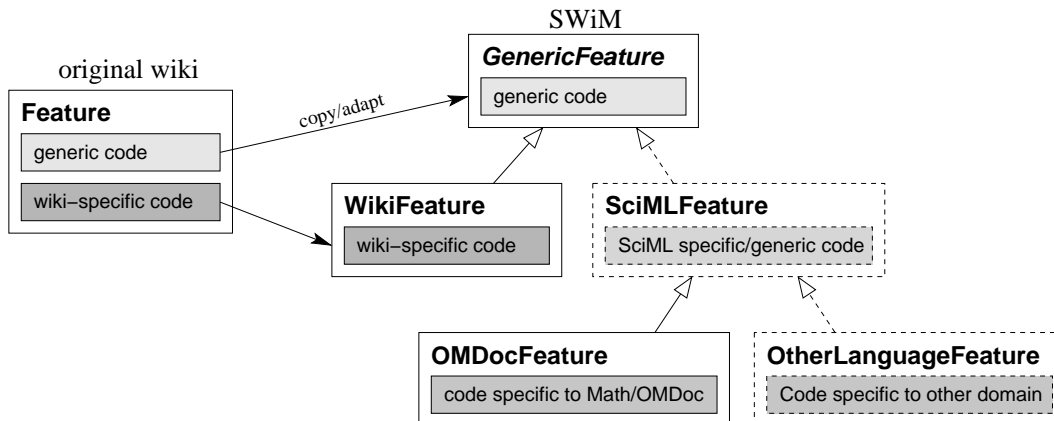 SWiM
original wiki
GenericFeature
generic code
Feature
generic code
wiki−specific code
copy/adapt
WikiFeature
wiki−specific code
SciMLFeature
SciML specific/generic code
OMDocFeature
code specific to Math/OMDoc
OtherLanguageFeature
Code specific to other domain